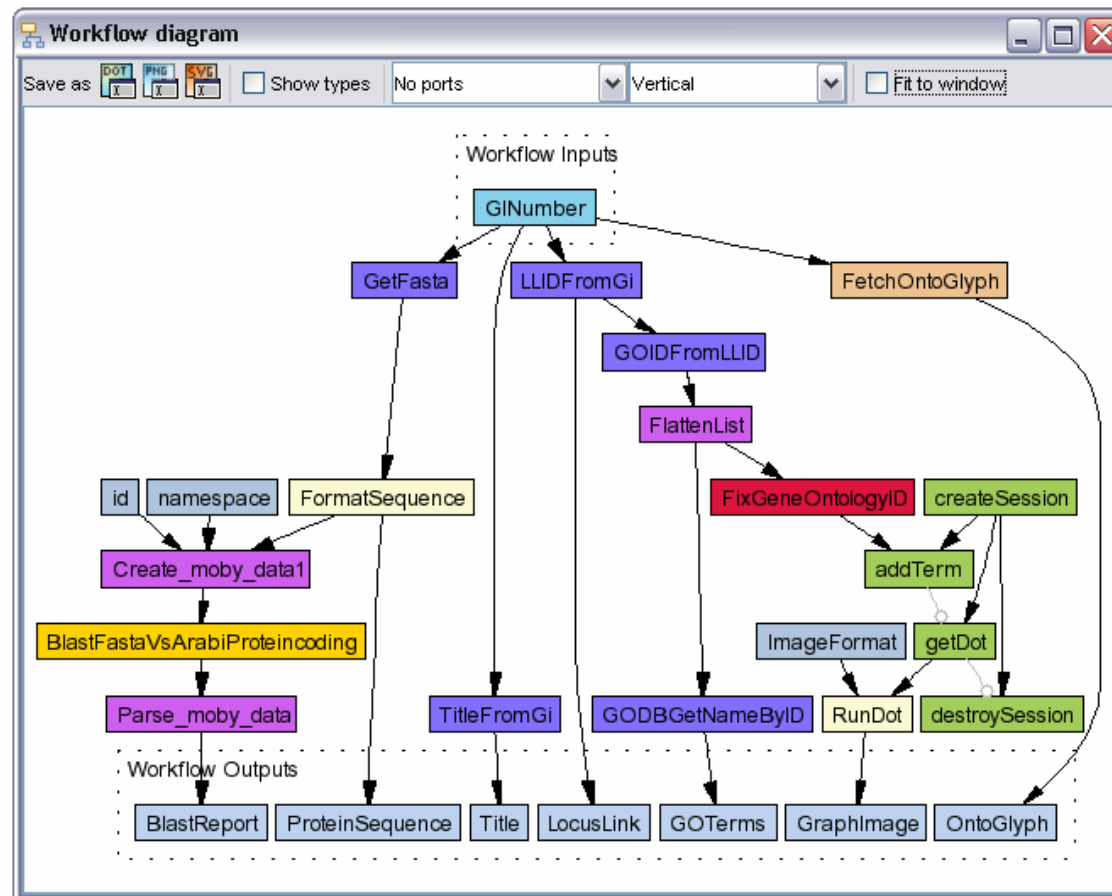 Workflow diagram
Save as DOT PNG SVG Show types No ports Vertical Fit to window
Workflow Inputs
GINumber
GetFasta LLIDFromGi FetchOntoGlyph
GOIDFromLLID
FlattenList
id namespace FormatSequence FixGeneOntologyID createSession
Create_moby_data1 addTerm
BlastFastaVsArabiProteincoding ImageFormat getDot
Parse_moby_data TitleFromGi GODBGetNameByID RunDot destroySession
Workflow Outputs
BlastReport ProteinSequence Title LocusLink GOTerms GraphImage OntoGlyph